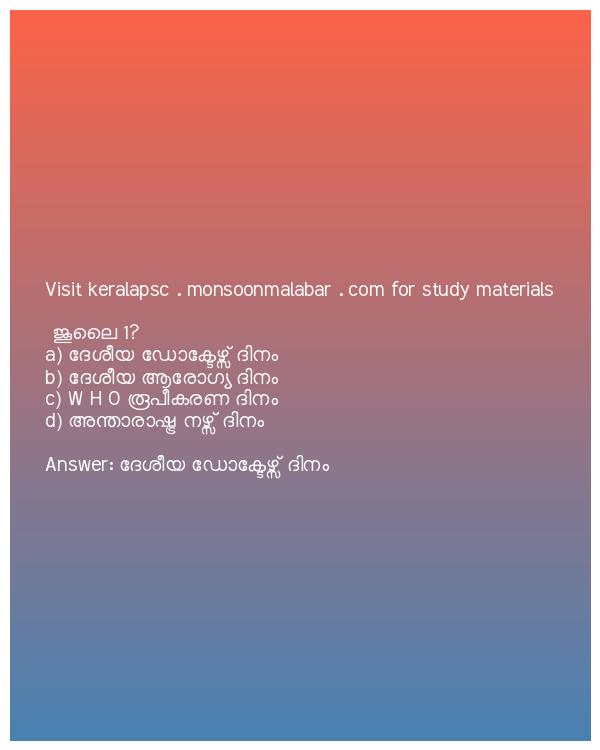 Visit keralapsc . monsoonmalabar . com for study materials
ജൂലൈ 1?
a) ദേശീയ ഡോക്ടേഴ്സ് ദിനം
b) ദേശീയ ആരോഗ്യ ദിനം
c) W H O രൂപീകരണ ദിനം
d) അന്താരാഷ്ട്ര നഴ്സ് ദിനം
Answer: ദേശീയ ഡോക്ടേഴ്സ് ദിനം